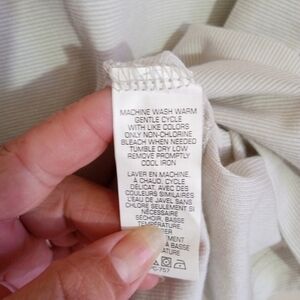 MACHINE WASH WARM
GENTLE CYCLE
WITH LIKE COLORS
ONLY NON-CHLORINE
BLEACH WHEN NEEDED
TUMBLE DRY LOW
REMOVE PROMPTLY
COOL IRON
LAVER EN MACHINE,
A CHAUD, CYCLE
DÉLICAT, AVEC DES
COULEURS SIMILAIRES
L'EAU DE JAVEL SANS
CHLORE SEULEMENT SI
NÉCESSAIRE
SÉCHOIR, BASSE
TEMPÉRATURE.
MENT
A BASSE